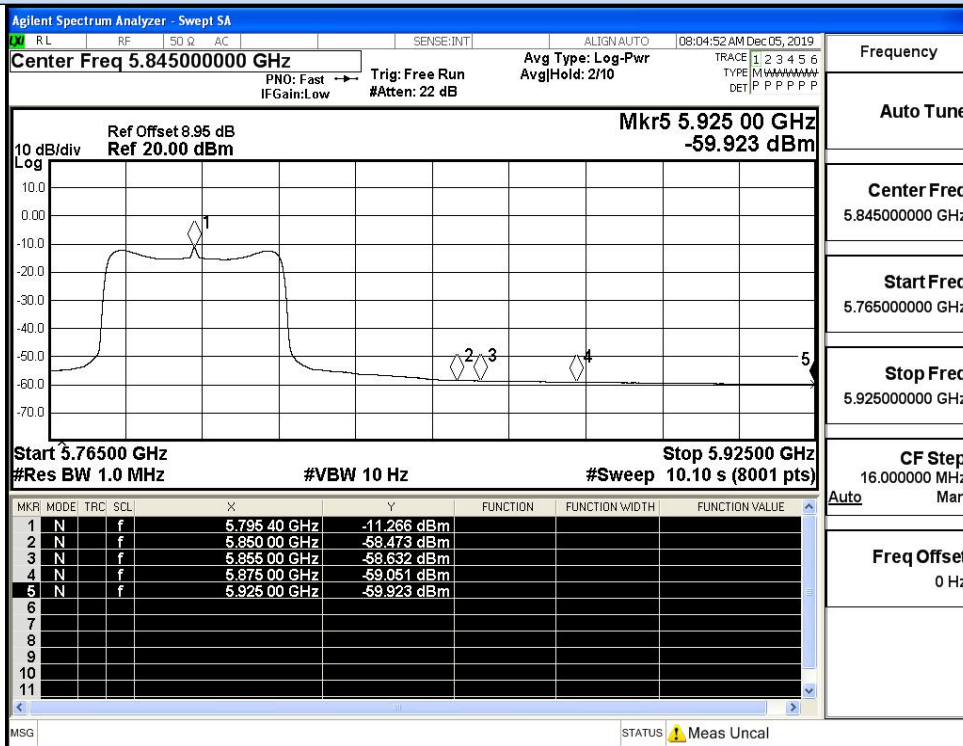 Agilent Spectrum Analyzer - Swept SA
LXI RL RF 50 Ω AC SENSE:INT ALIGN AUTO 08:04:52 AM Dec 05, 2019
Center Freq 5.845000000 GHz
PNO: Fast
IFGain:Low
Trig: Free Run
#Atten: 22 dB
Avg Type: Log-Pwr
Avg|Hold: 2/10
TRACE 1 2 3 4 5 6
TYPE M
DET P P P P P P
Mkr5 5.925 00 GHz
-59.923 dBm
Ref Offset 8.95 dB
10 dB/div Ref 20.00 dBm
Log
10.0
0.00
-10.0
-20.0
-30.0
-40.0
-50.0
-60.0
-70.0
1
2
3
4
5
Start 5.76500 GHz Stop 5.92500 GHz
#Res BW 1.0 MHz #VBW 10 Hz #Sweep 10.10 s (8001 pts)
MKR MODE TRC SCL X Y FUNCTION FUNCTION WIDTH FUNCTION VALUE
1 N f 5.795 40 GHz -11.266 dBm
2 N f 5.850 00 GHz -58.473 dBm
3 N f 5.855 00 GHz -58.632 dBm
4 N f 5.875 00 GHz -59.051 dBm
5 N f 5.925 00 GHz -59.923 dBm
6
7
8
9
10
11
MSG STATUS Meas Uncal
Frequency
Auto Tune
Center Freq
5.845000000 GHz
Start Freq
5.765000000 GHz
Stop Freq
5.925000000 GHz
CF Step
16.000000 MHz
Auto Man
Freq Offset
0 Hz